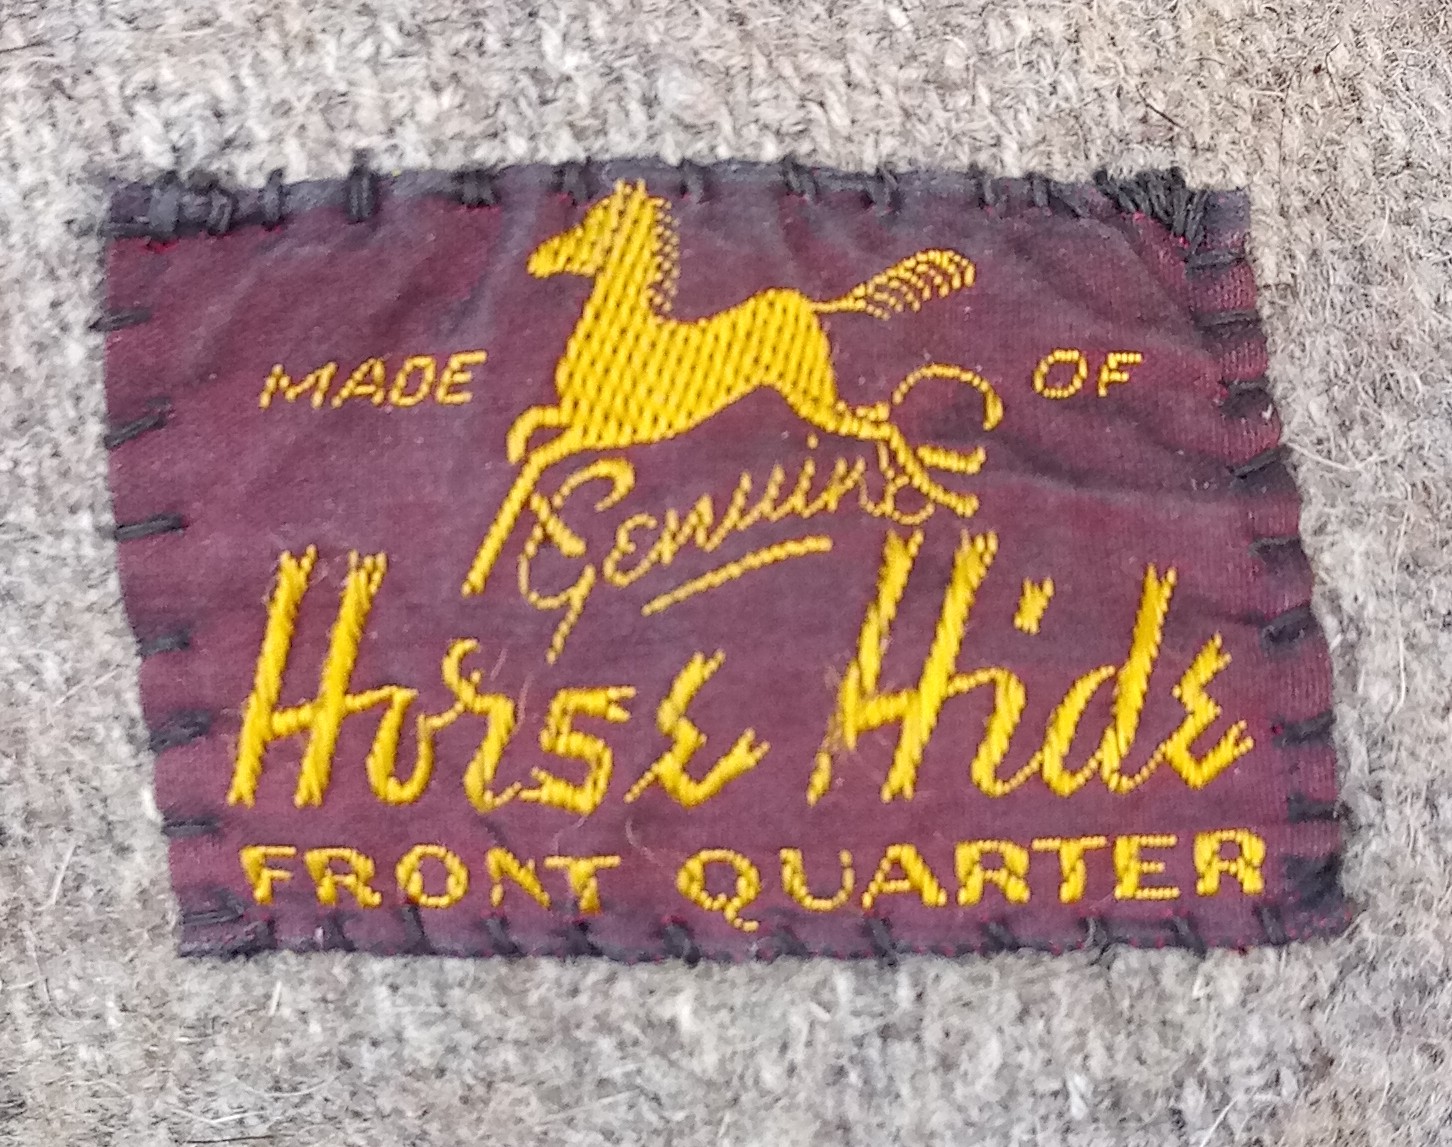 MADE OF
Genuine
Horse Hide
FRONT QUARTER